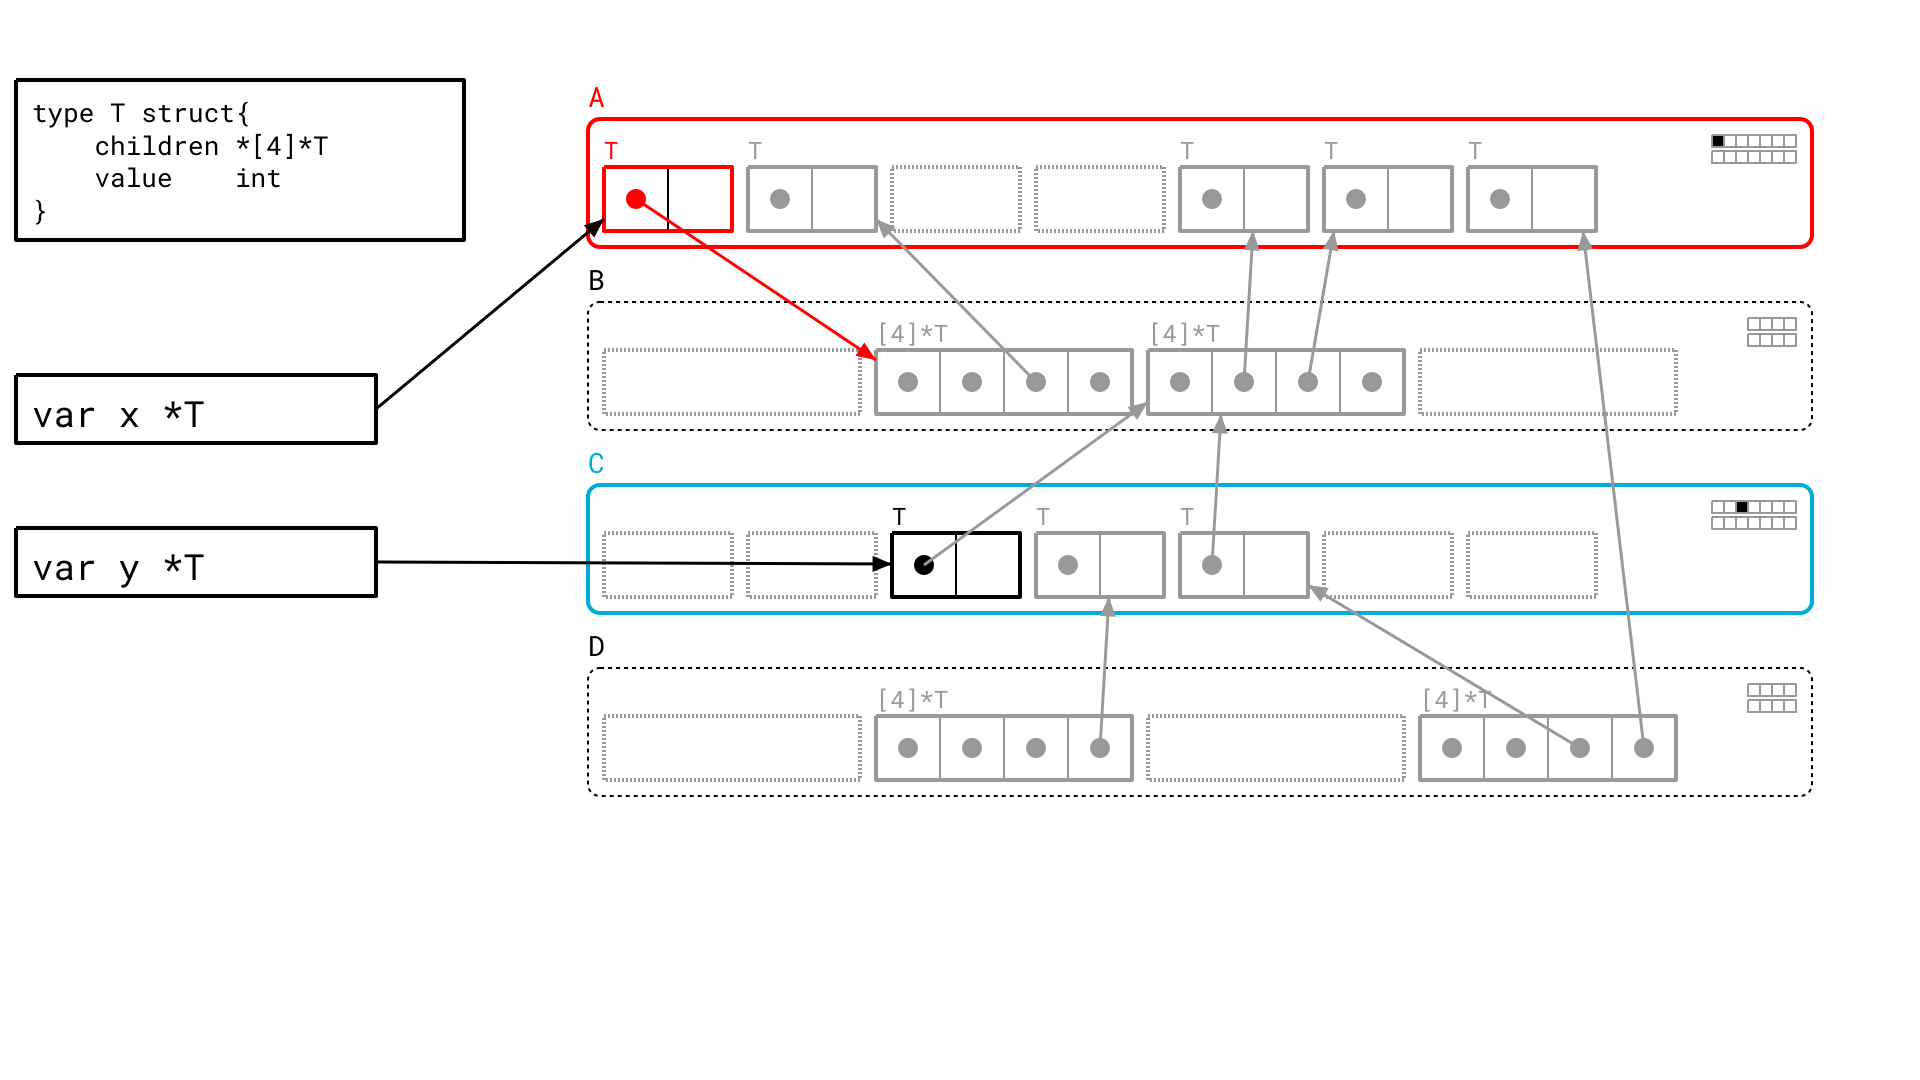 type T struct{
    children *[4]*T
    value    int
}
var x *T
var y *T
A
T T T T T
B
[4]*T [4]*T
C
T T T
D
[4]*T [4]*T